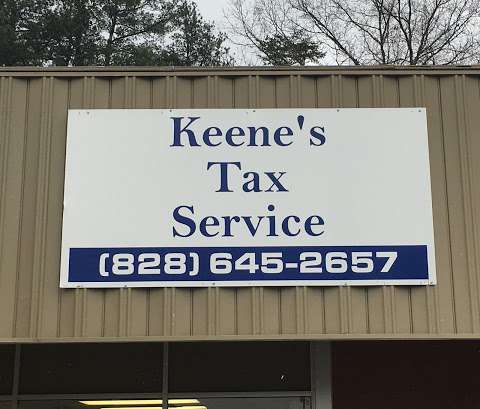 Keene's
Tax
Service
(828) 645-2657